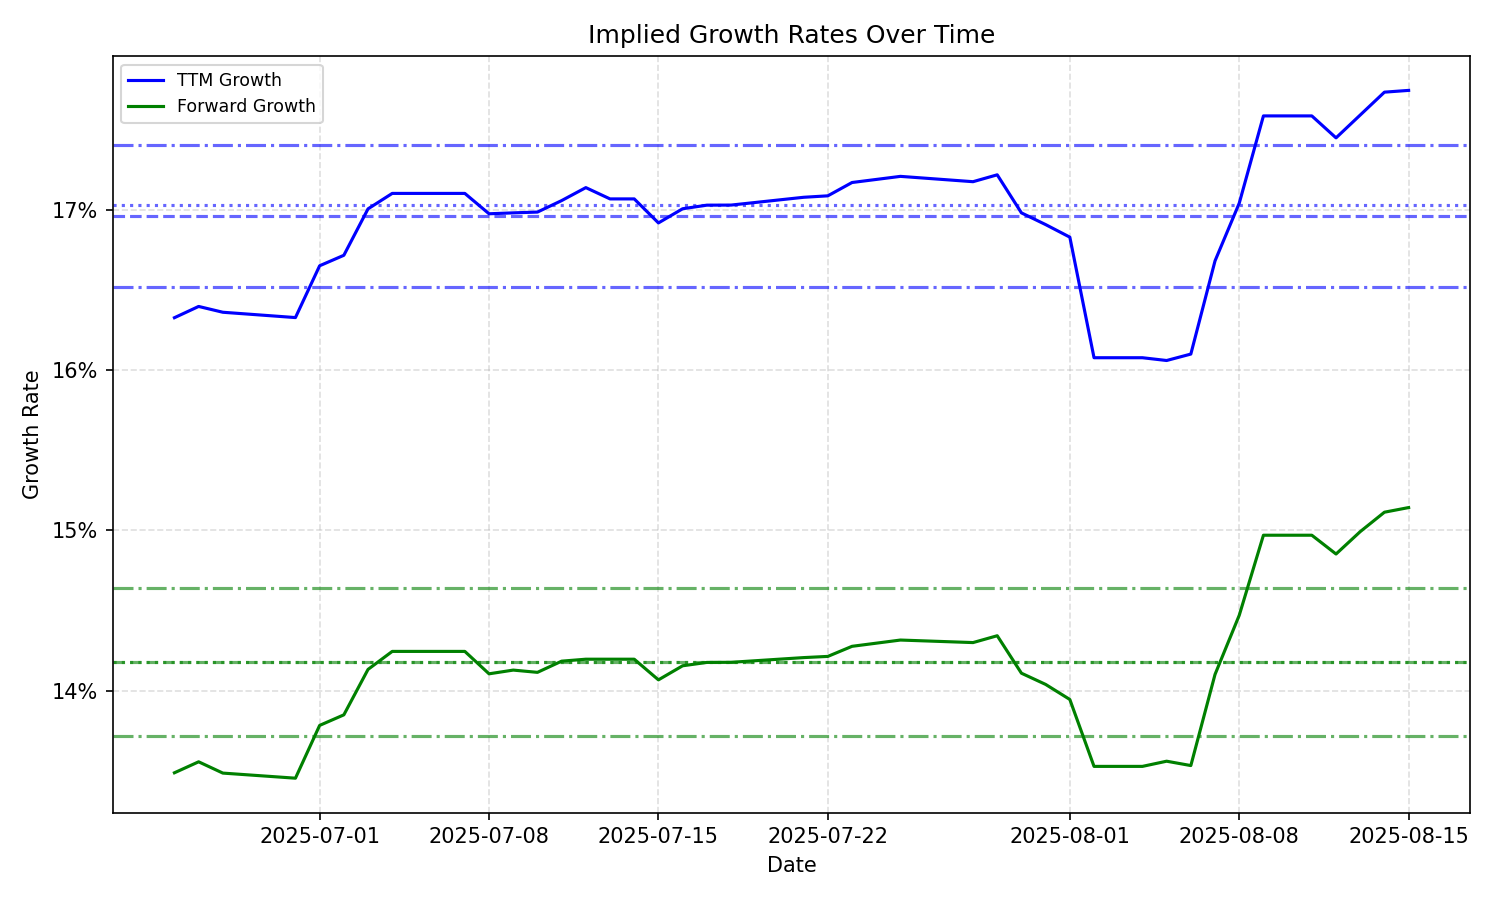 Implied Growth Rates Over Time
TTM Growth
Forward Growth
Growth Rate
17%
16%
15%
14%
2025-07-01
2025-07-08
2025-07-15
2025-07-22
2025-08-01
2025-08-08
2025-08-15
Date